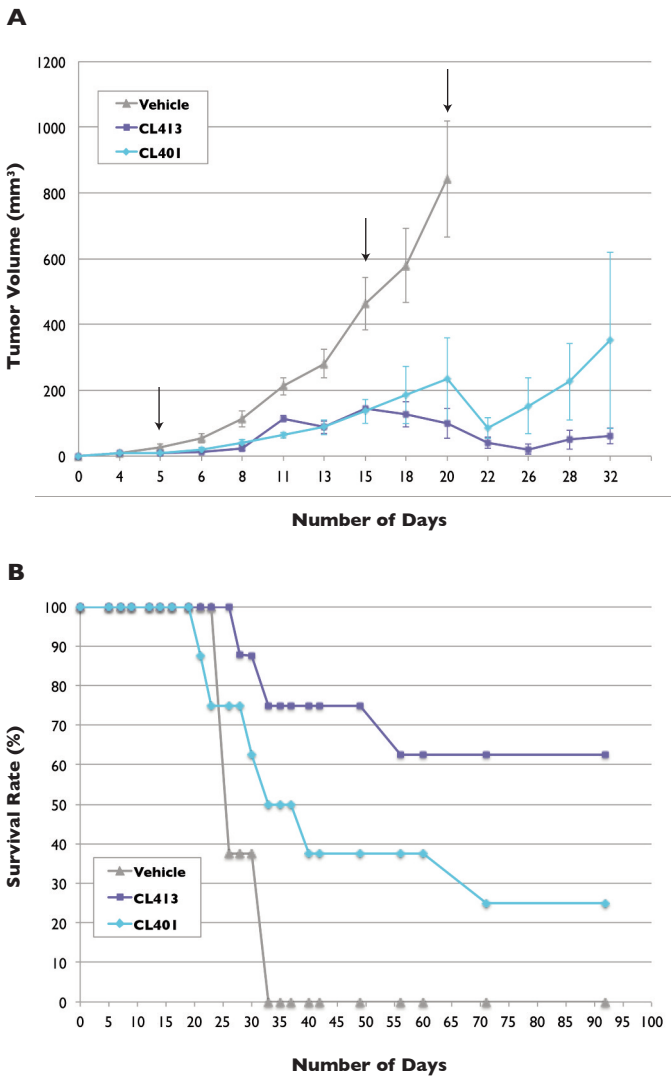 A
1200
1000
800
600
400
200
0
Tumor Volume (mm³)
Vehicle
CL413
CL401
0 4 5 6 8 11 13 15 18 20 22 26 28 32
Number of Days
B
100
90
80
70
60
50
40
30
20
10
0
Survival Rate (%)
Vehicle
CL413
CL401
0 5 10 15 20 25 30 35 40 45 50 55 60 65 70 75 80 85 90 95 100
Number of Days